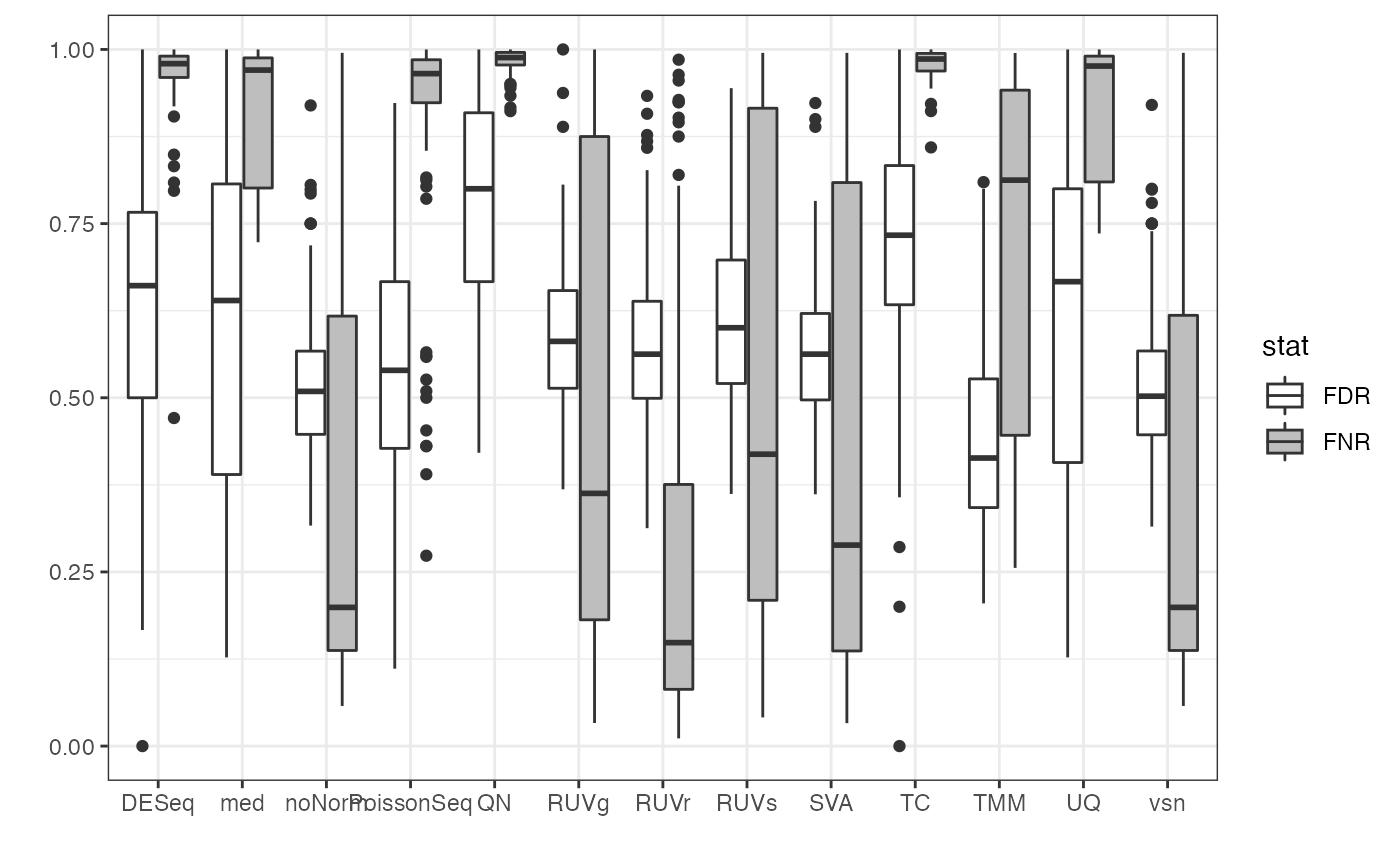 1.00
0.75
0.50
0.25
0.00
DESeq med noNorm PoissonSeq QN RUVg RUVr RUVs SVA TC TMM UQ vsn
stat
FDR
FNR